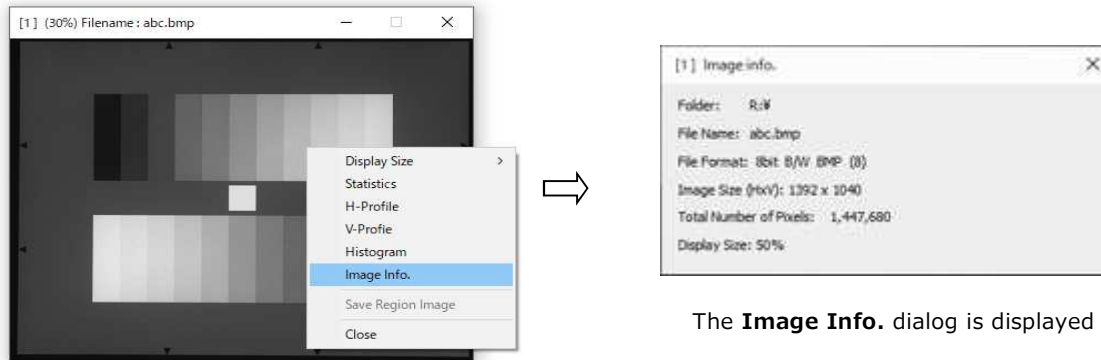 [1] (30%) Filename : abc.bmp
Display Size
Statistics
H-Profile
V-Profie
Histogram
Image Info.
Save Region Image
Close
[1] Image info.
Folder: R:¥
File Name: abc.bmp
File Format: 8bit B/W BMP (8)
Image Size (HxV): 1392 x 1040
Total Number of Pixels: 1,447,680
Display Size: 50%
The Image Info. dialog is displayed